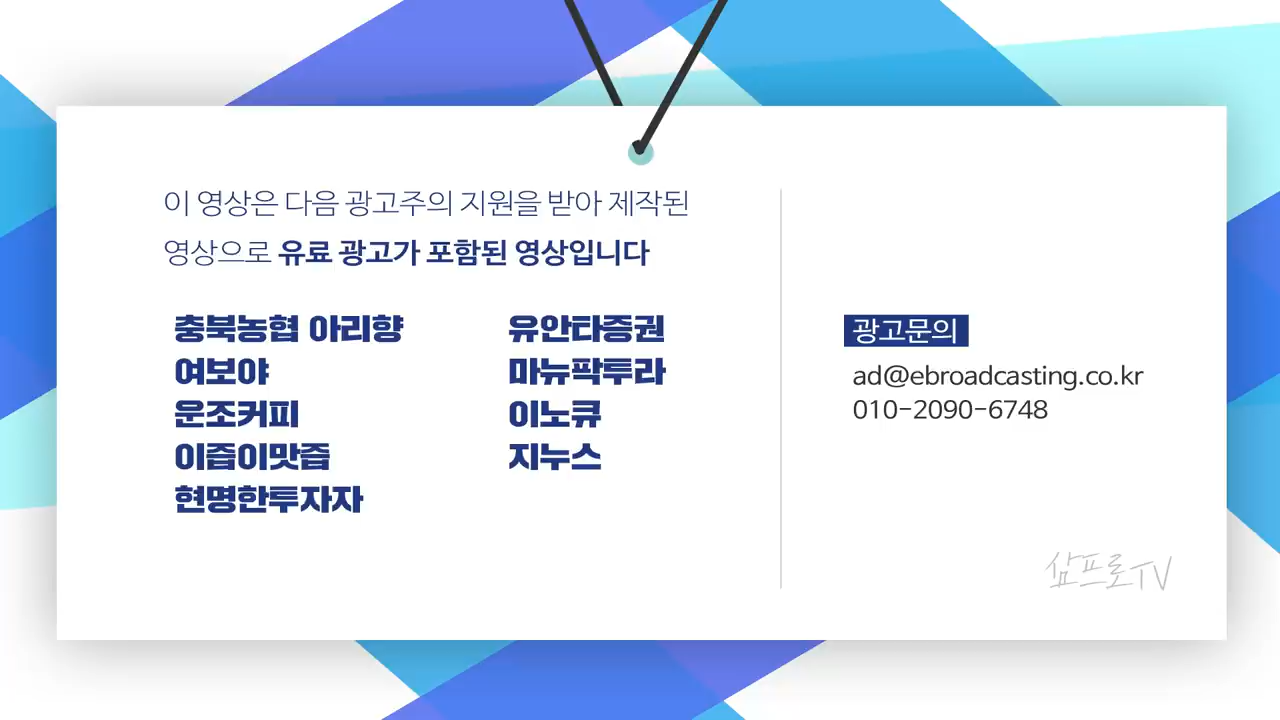 이 영상은 다음 광고주의 지원을 받아 제작된
영상으로 유료 광고가 포함된 영상입니다
충북농협 아리향
여보야
운조커피
이즙이맛즙
현명한투자자
유안타증권
마뉴팍투라
이노큐
지누스
광고문의
ad@ebroadcasting.co.kr
010-2090-6748
삼프로TV